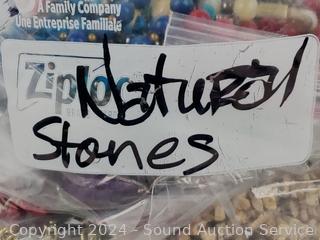 A Family Company
Une Entreprise Familiale
Ziploc
Natural
Stones
Copyright 2024 - Sound Auction Service